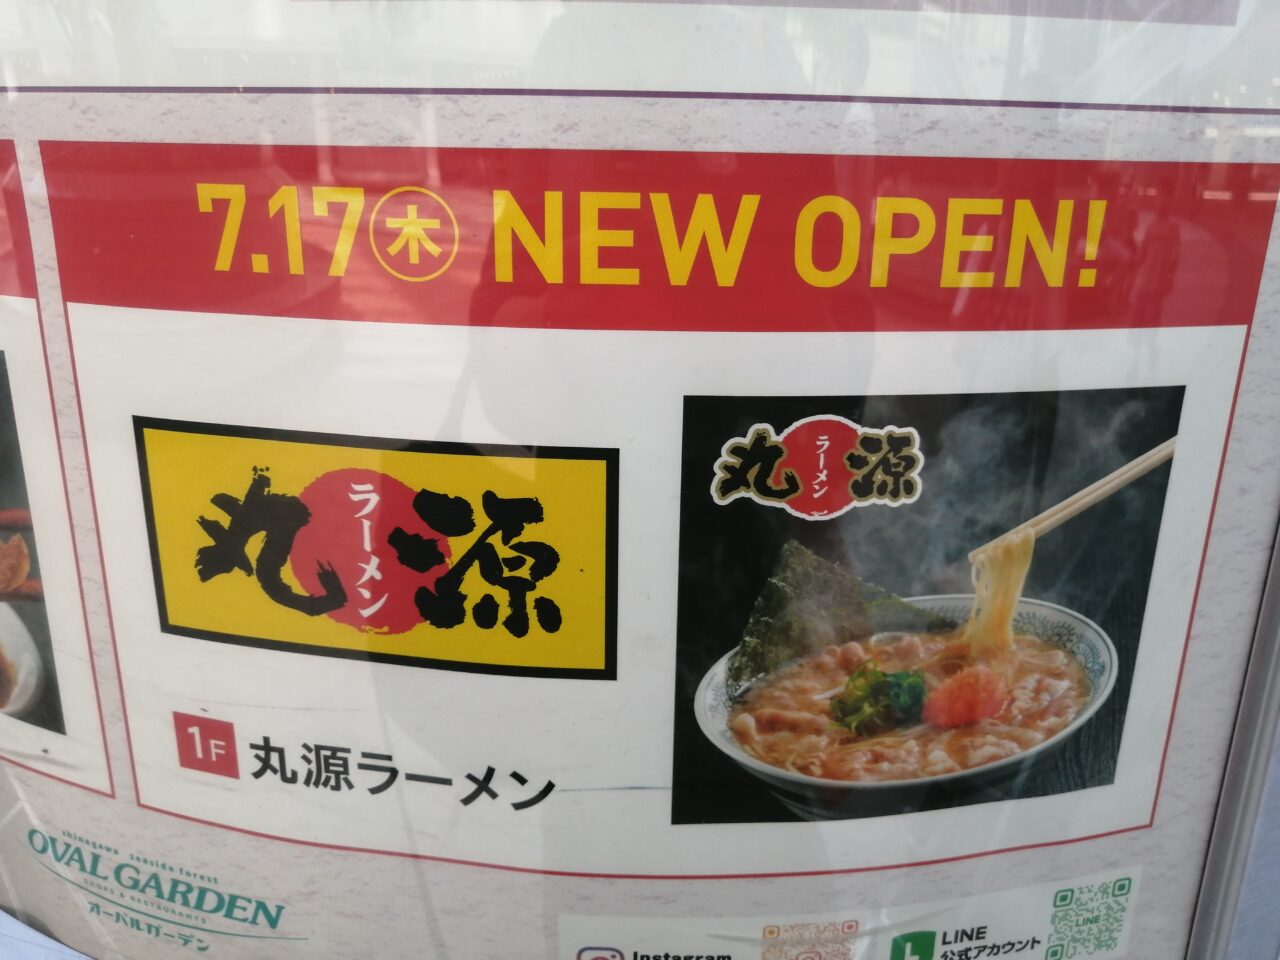 7.17㊍ NEW OPEN!
丸源
ラーメン
丸源
ラーメン
1F 丸源ラーメン
shinagawa seaside forest
OVAL GARDEN
SHOPS & RESTAURANTS
オーバルガーデン
Instagram
LINE
公式アカウント
LINE